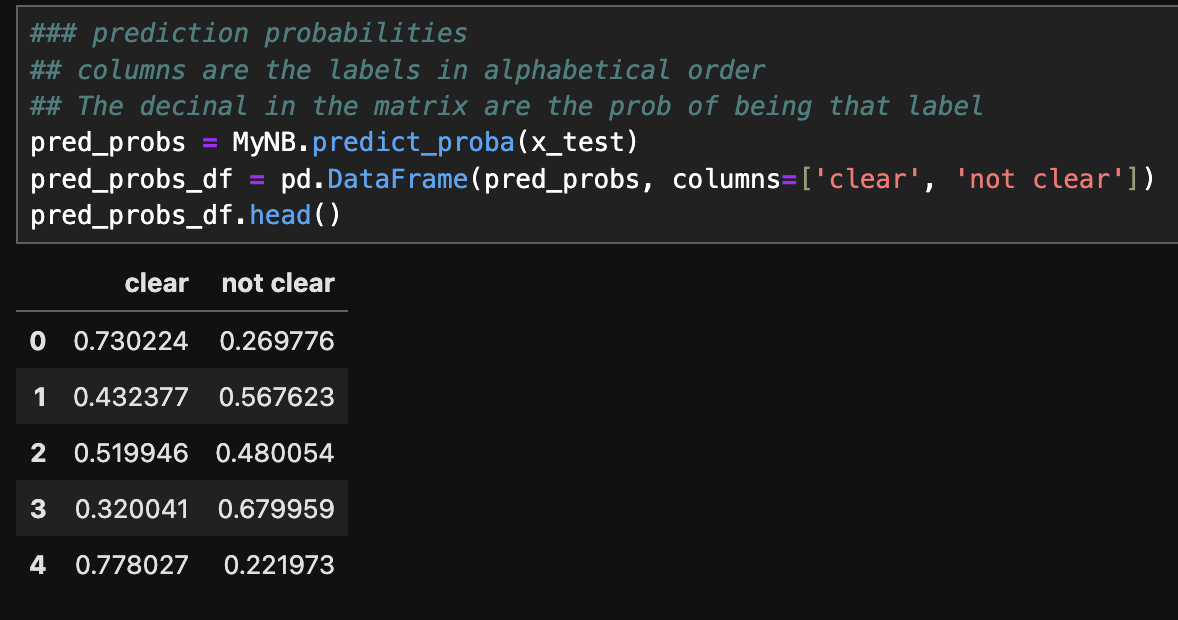 ### prediction probabilities
## columns are the labels in alphabetical order
## The decinal in the matrix are the prob of being that label
pred_probs = MyNB.predict_proba(x_test)
pred_probs_df = pd.DataFrame(pred_probs, columns=['clear', 'not clear'])
pred_probs_df.head()
clear not clear
0 0.730224 0.269776
1 0.432377 0.567623
2 0.519946 0.480054
3 0.320041 0.679959
4 0.778027 0.221973